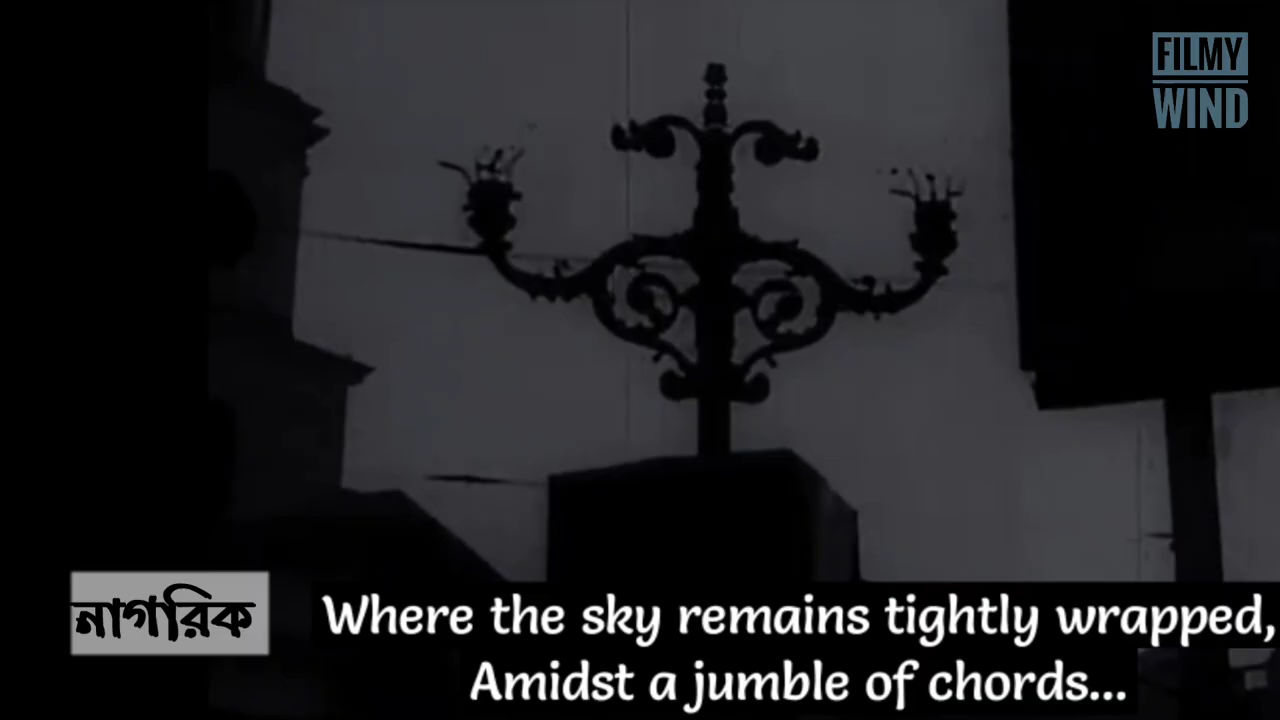 FILMY
WIND
নাগরিক
Where the sky remains tightly wrapped,
Amidst a jumble of chords...